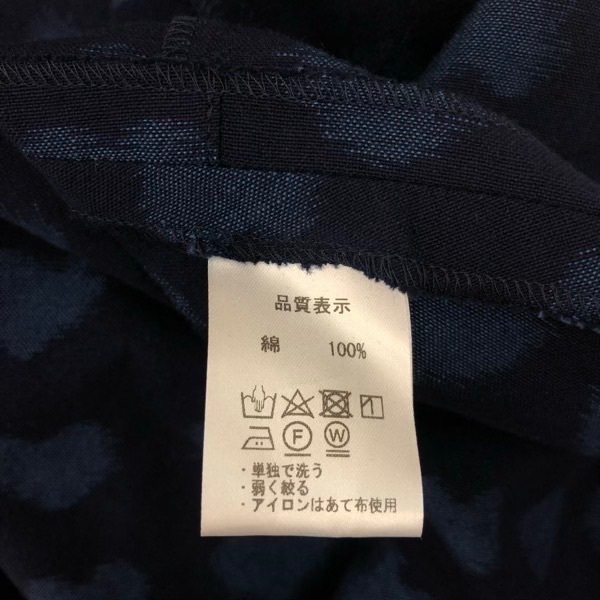 品質表示
綿 100%
F W
・単独で洗う
・弱く絞る
・アイロンはあて布使用